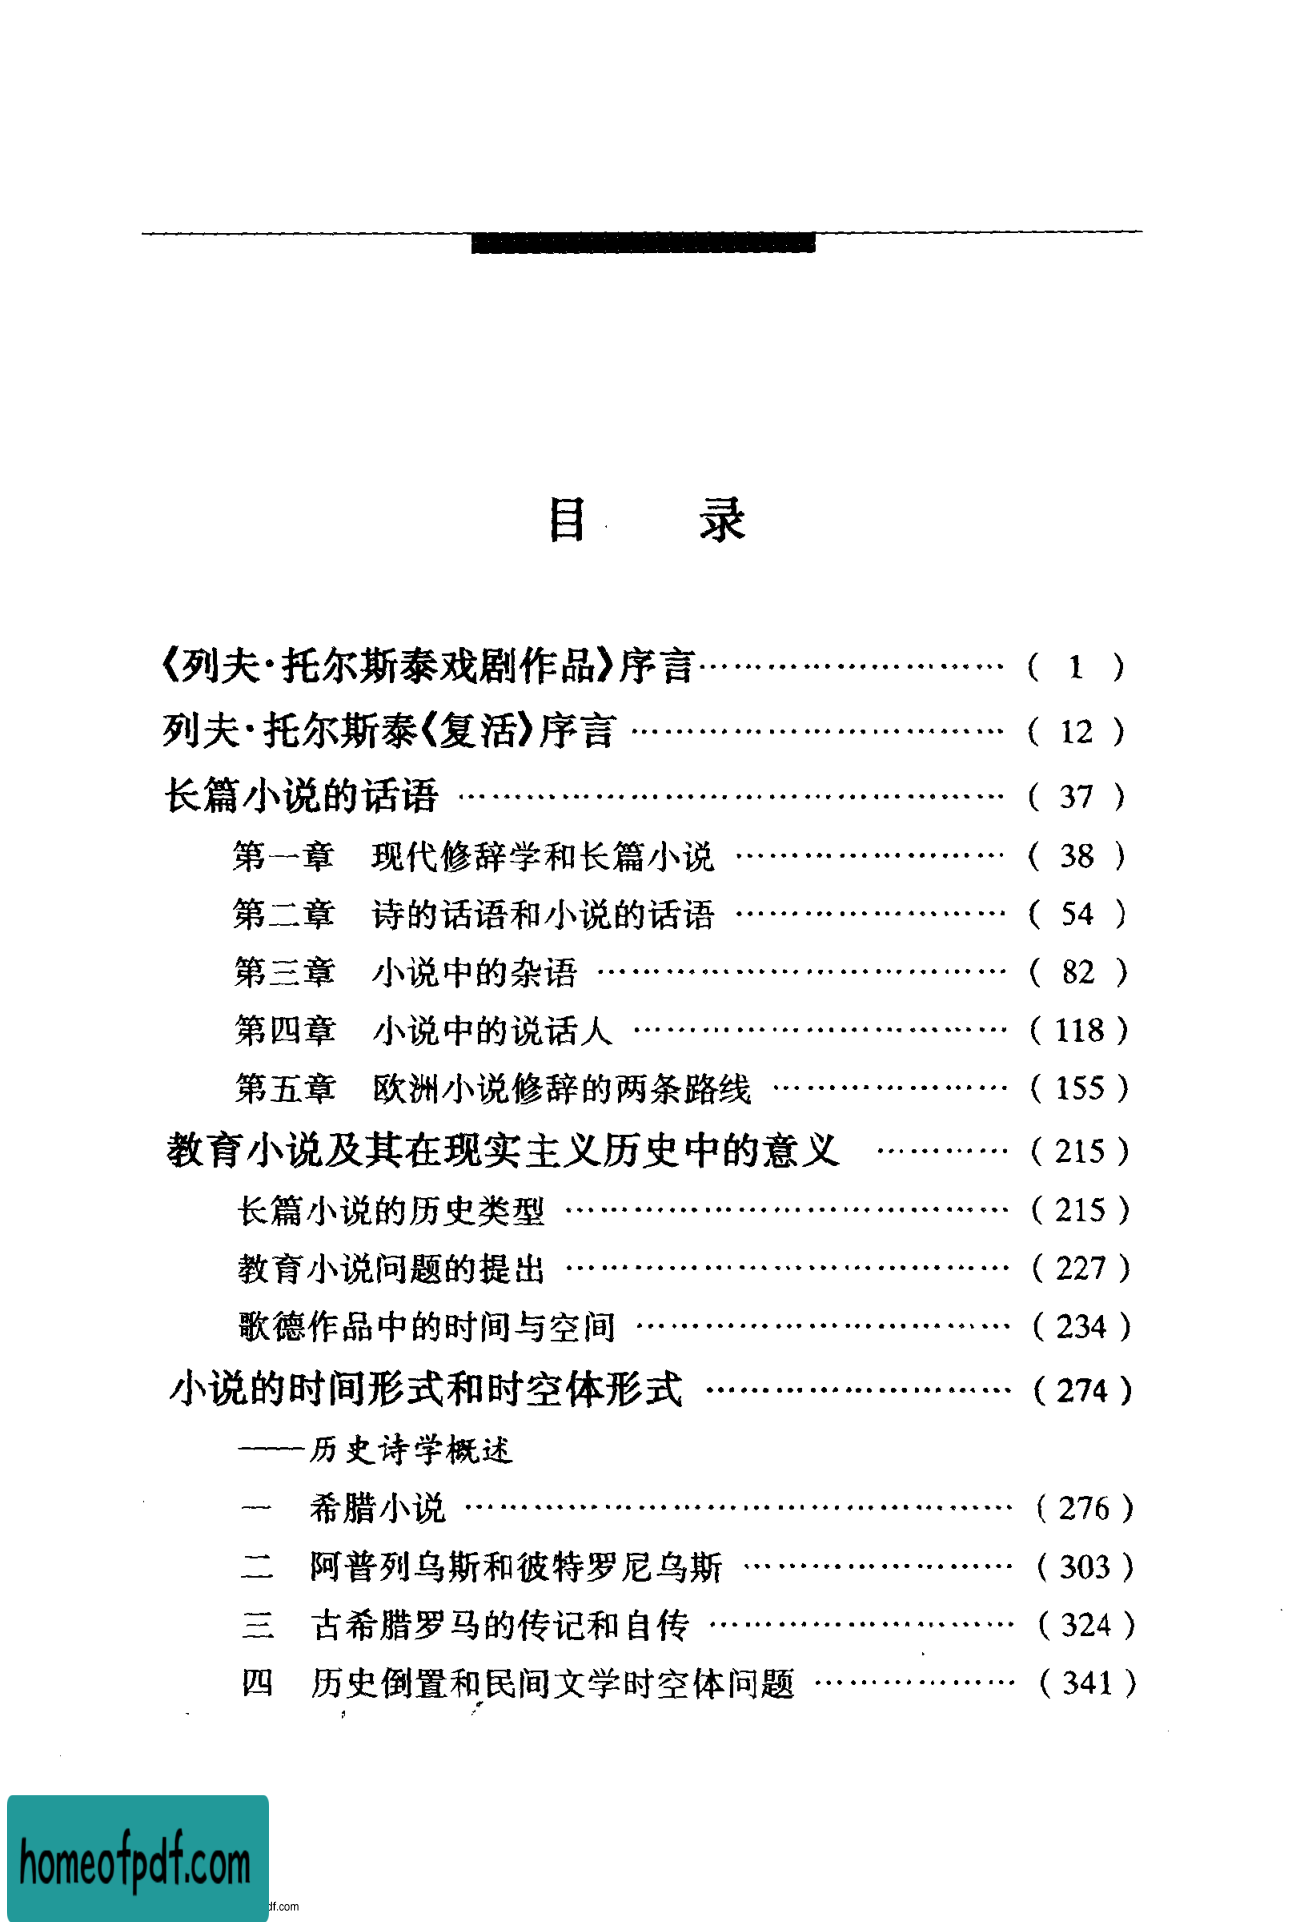 目 录
《列夫·托尔斯泰戏剧作品》序言……………………（ 1 ）
列夫·托尔斯泰《复活》序言……………………（ 12 ）
长篇小说的话语……………………（ 37 ）
第一章 现代修辞学和长篇小说……………………（ 38 ）
第二章 诗的话语和小说的话语……………………（ 54 ）
第三章 小说中的杂语……………………（ 82 ）
第四章 小说中的说话人……………………（118）
第五章 欧洲小说修辞的两条路线……………………（155）
教育小说及其在现实主义历史中的意义…………（215）
长篇小说的历史类型……………………（215）
教育小说问题的提出……………………（227）
歌德作品中的时间与空间……………………（234）
小说的时间形式和时空体形式……………………（274）
——历史诗学概述
一 希腊小说……………………（276）
二 阿普列乌斯和彼特罗尼乌斯……………………（303）
三 古希腊罗马的传记和自传……………………（324）
四 历史倒置和民间文学时空体问题………………（341）
homeofpdf.com
df.com